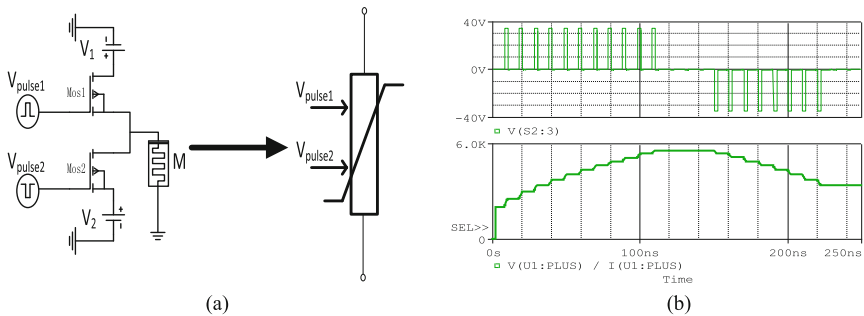 V1
Vpulse1
Mos1
Vpulse2
Mos2
M
V2
Vpulse1
Vpulse2
(a)
40V
0V
-40V
V(S2:3)
6.0K
SEL>>
0
0s 100ns 200ns 250ns
V(U1:PLUS) / I(U1:PLUS)
Time
(b)